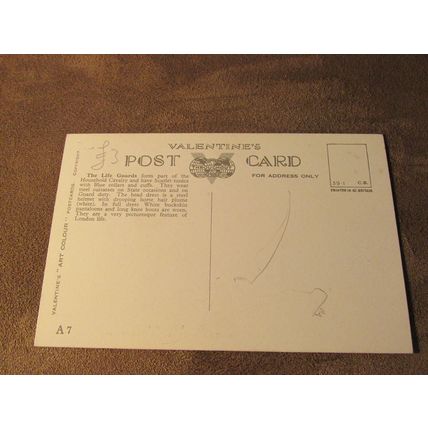 VALENTINE'S
POST CARD
FOR ADDRESS ONLY
The Life Guards form part of the
Household Cavalry and have Scarlet tunics
with Blue collars and cuffs. They wear
steel cuirasses on State occasions and on
Guard duty. The head dress is a steel
helmet with drooping horse hair plume
(white). In full dress White buckskin
pantaloons and long knee boots are worn.
They are a very picturesque feature of
London life.
VALENTINE'S "ART COLOUR" POSTCARDS COPYRIGHT
A 7
C.B.
PRINTED IN GT. BRITAIN